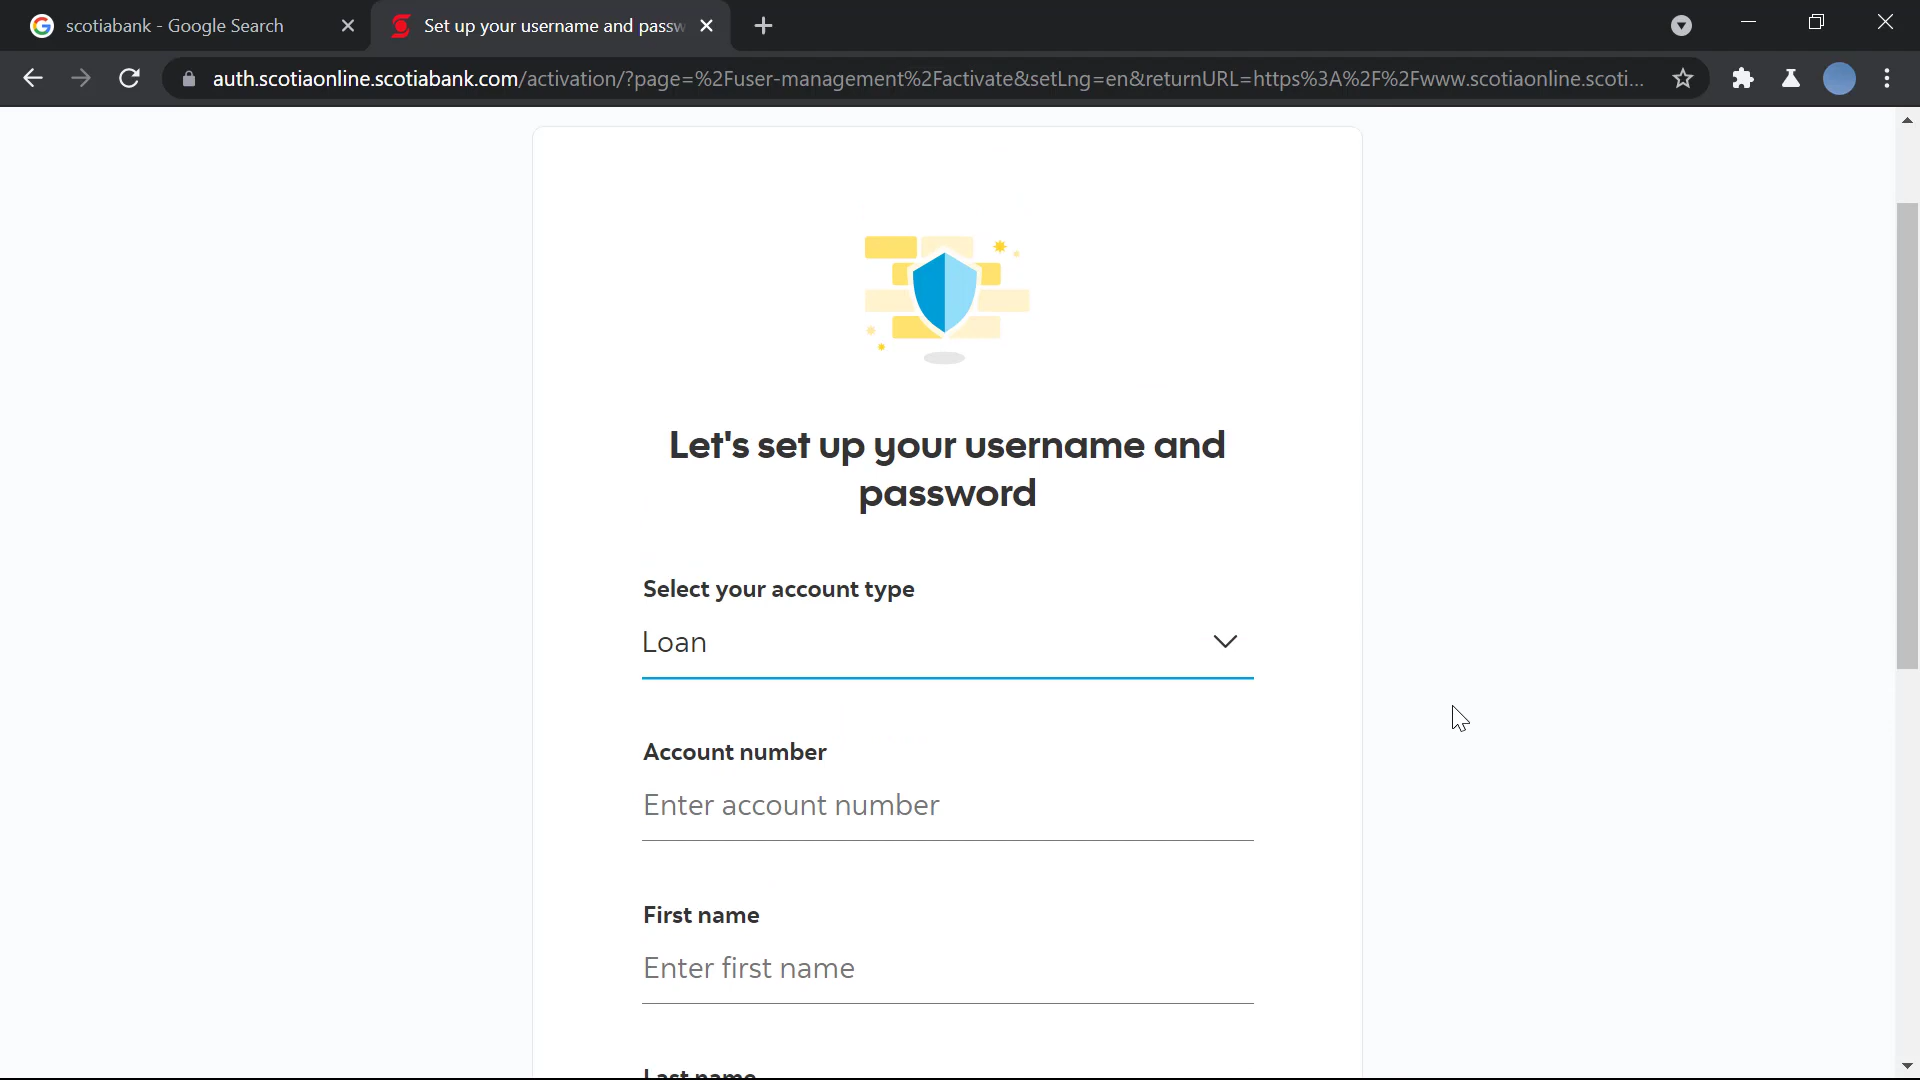 scotiabank - Google Search
Set up your username and passw
auth.scotiaonline.scotiabank.com/activation/?page=%2Fuser-management%2Factivate&setLng=en&returnURL=https%3A%2F%2Fwww.scotiaonline.scoti...
Let's set up your username and
password
Select your account type
Loan
Account number
Enter account number
First name
Enter first name
Last name